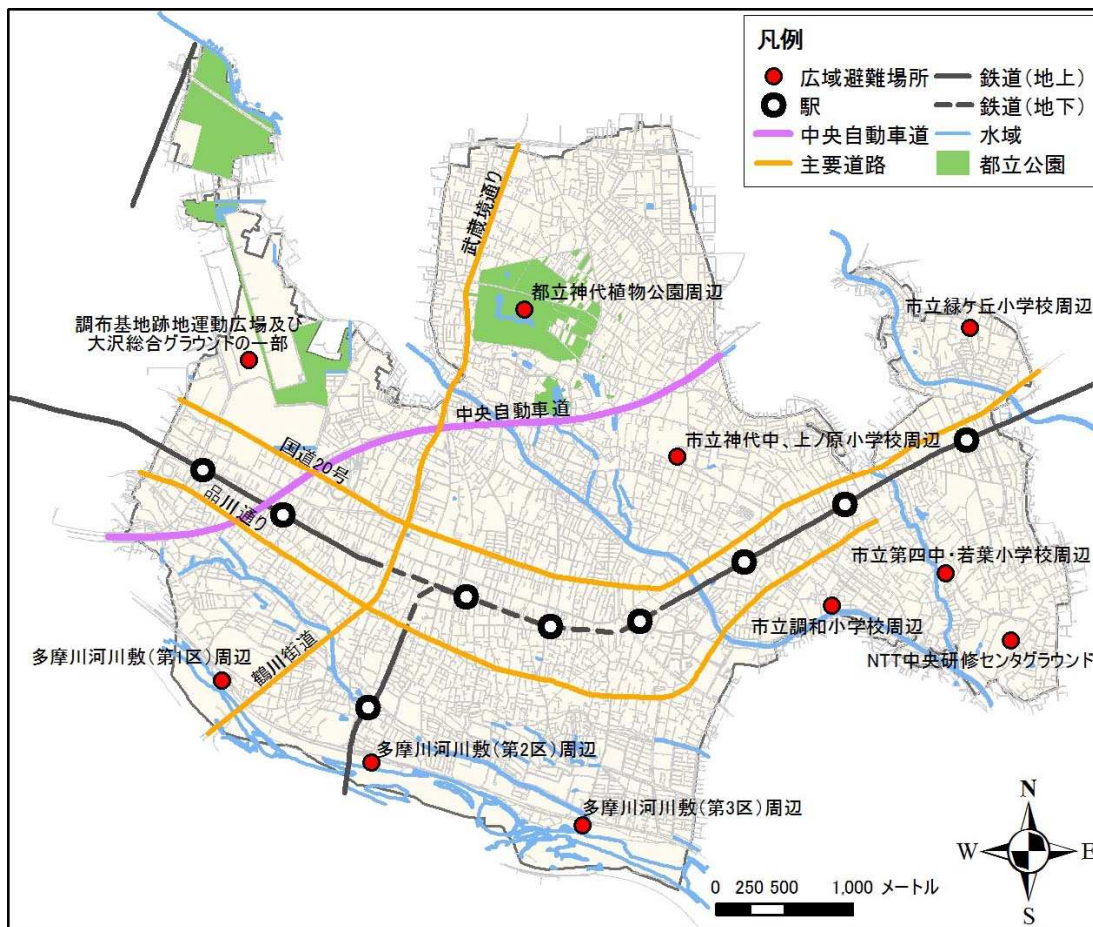 凡例
広域避難場所
駅
中央自動車道
主要道路
鉄道(地上)
鉄道(地下)
水域
都立公園
武蔵境通り
都立神代植物公園周辺
市立緑ケ丘小学校周辺
調布基地跡地運動広場及び
大沢総合グラウンドの一部
中央自動車道
国道20号
市立神代中、上ノ原小学校周辺
品川通り
市立第四中・若葉小学校周辺
市立調和小学校周辺
NTT中央研修センタグラウンド
鶴川街道
多摩川河川敷(第1区)周辺
多摩川河川敷(第2区)周辺
多摩川河川敷(第3区)周辺
N
W
E
S
0 250 500 1,000 メートル